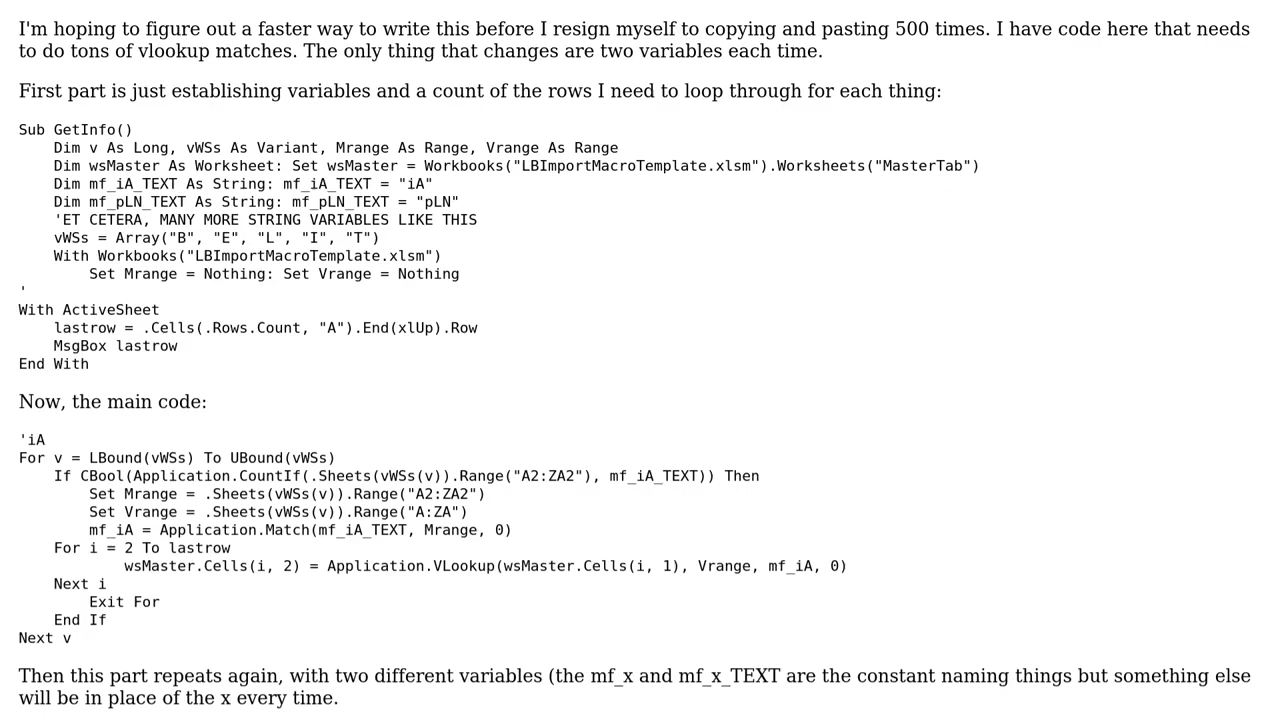 I'm hoping to figure out a faster way to write this before I resign myself to copying and pasting 500 times. I have code here that needs
to do tons of vlookup matches. The only thing that changes are two variables each time.
First part is just establishing variables and a count of the rows I need to loop through for each thing:
Sub GetInfo()
    Dim v As Long, vWSs As Variant, Mrange As Range, Vrange As Range
    Dim wsMaster As Worksheet: Set wsMaster = Workbooks("LBImportMacroTemplate.xlsm").Worksheets("MasterTab")
    Dim mf_iA_TEXT As String: mf_iA_TEXT = "iA"
    Dim mf_pLN_TEXT As String: mf_pLN_TEXT = "pLN"
    'ET CETERA, MANY MORE STRING VARIABLES LIKE THIS
    vWSs = Array("B", "E", "L", "I", "T")
    With Workbooks("LBImportMacroTemplate.xlsm")
        Set Mrange = Nothing: Set Vrange = Nothing
'
With ActiveSheet
    lastrow = .Cells(.Rows.Count, "A").End(xlUp).Row
    MsgBox lastrow
End With
Now, the main code:
'iA
For v = LBound(vWSs) To UBound(vWSs)
    If CBool(Application.CountIf(.Sheets(vWSs(v)).Range("A2:ZA2"), mf_iA_TEXT)) Then
        Set Mrange = .Sheets(vWSs(v)).Range("A2:ZA2")
        Set Vrange = .Sheets(vWSs(v)).Range("A:ZA")
        mf_iA = Application.Match(mf_iA_TEXT, Mrange, 0)
    For i = 2 To lastrow
            wsMaster.Cells(i, 2) = Application.VLookup(wsMaster.Cells(i, 1), Vrange, mf_iA, 0)
    Next i
        Exit For
    End If
Next v
Then this part repeats again, with two different variables (the mf_x and mf_x_TEXT are the constant naming things but something else
will be in place of the x every time.